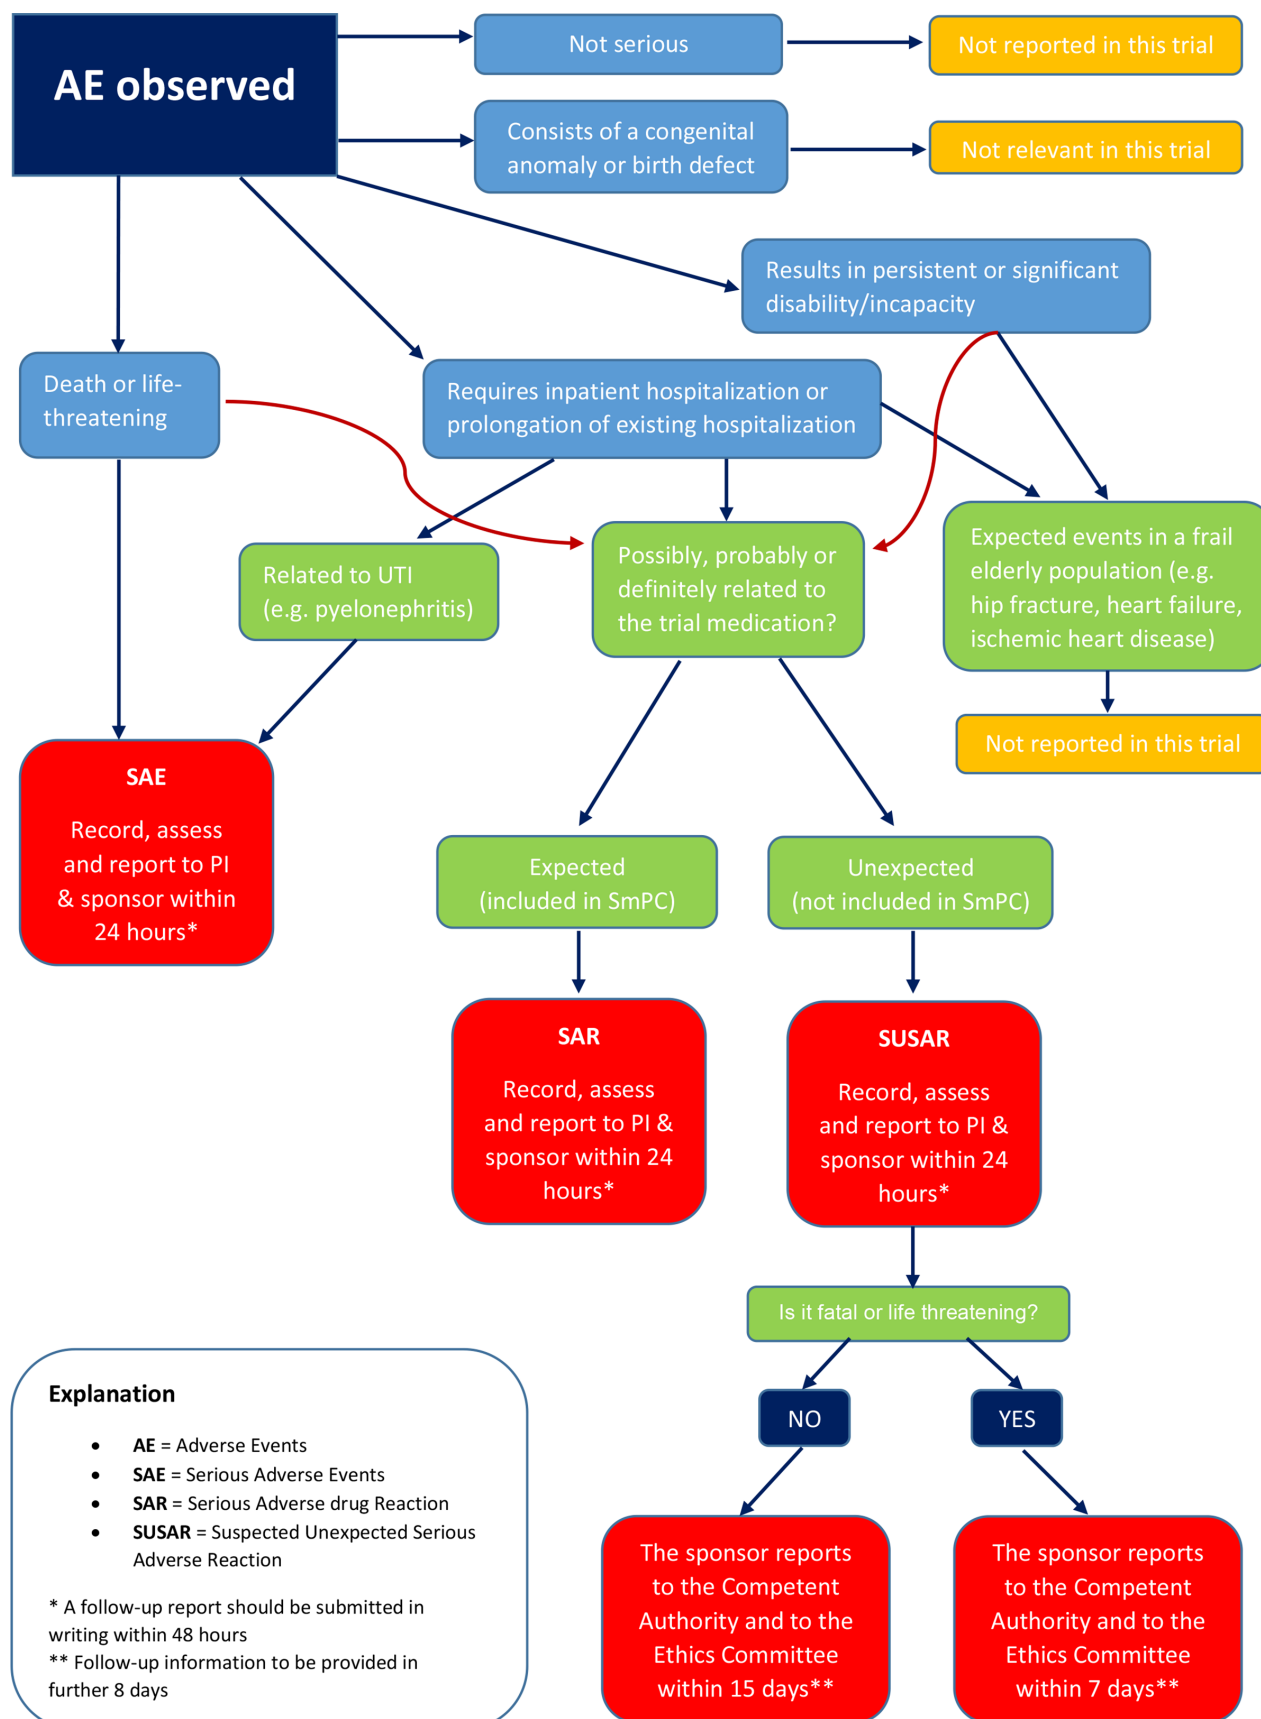 AE observed
Not serious
Not reported in this trial
Consists of a congenital
anomaly or birth defect
Not relevant in this trial
Results in persistent or significant
disability/incapacity
Death or life-
threatening
Requires inpatient hospitalization or
prolongation of existing hospitalization
Related to UTI
(e.g. pyelonephritis)
Possibly, probably or
definitely related to
the trial medication?
Expected events in a frail
elderly population (e.g.
hip fracture, heart failure,
ischemic heart disease)
Not reported in this trial
SAE
Record, assess
and report to PI
& sponsor within
24 hours*
Expected
(included in SmPC)
Unexpected
(not included in SmPC)
SAR
Record, assess
and report to PI &
sponsor within 24
hours*
SUSAR
Record, assess
and report to PI &
sponsor within 24
hours*
Is it fatal or life threatening?
NO
YES
The sponsor reports
to the Competent
Authority and to the
Ethics Committee
within 15 days**
The sponsor reports
to the Competent
Authority and to the
Ethics Committee
within 7 days**
Explanation
• AE = Adverse Events
• SAE = Serious Adverse Events
• SAR = Serious Adverse drug Reaction
• SUSAR = Suspected Unexpected Serious
Adverse Reaction
* A follow-up report should be submitted in
writing within 48 hours
** Follow-up information to be provided in
further 8 days